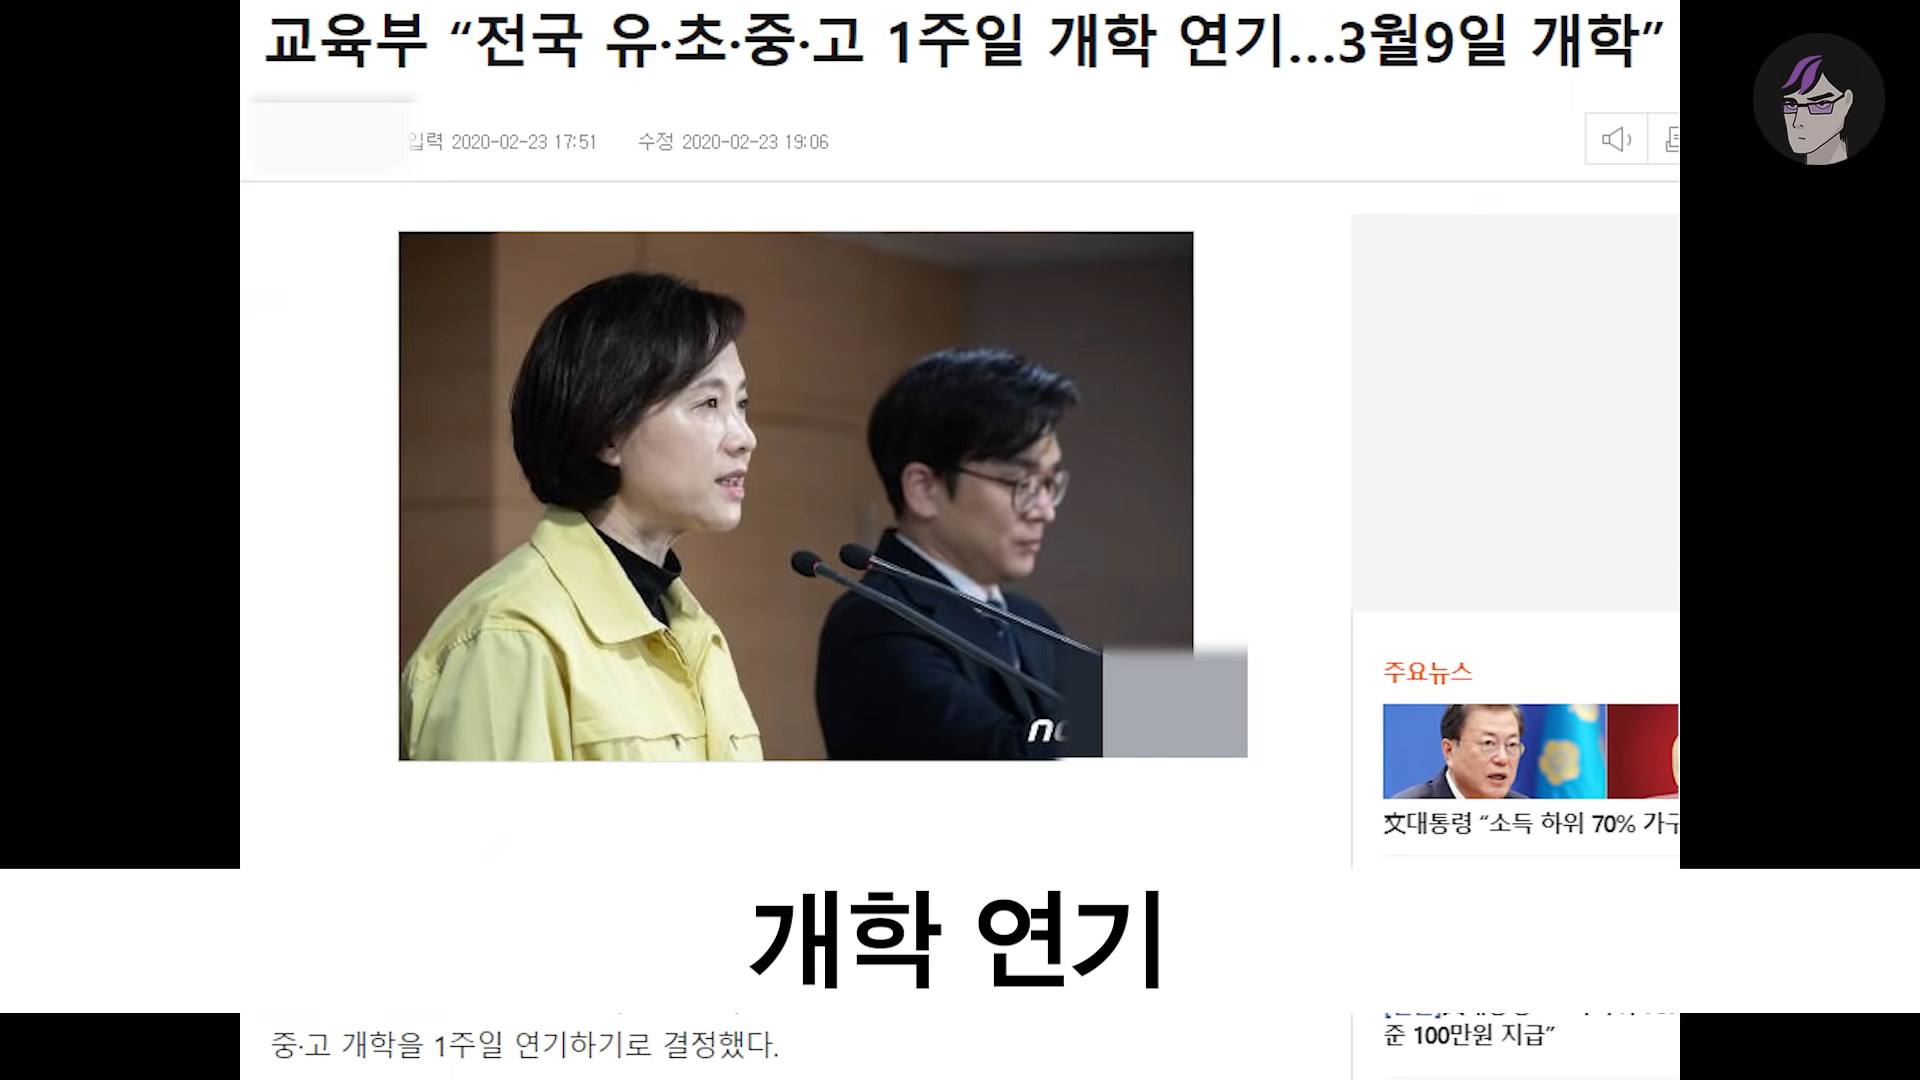 교육부 “전국 유·초·중·고 1주일 개학 연기...3월9일 개학”
입력 2020-02-23 17:51 수정 2020-02-23 19:06
주요뉴스
文대통령 “소득 하위 70%
개학 연기
중·고 개학을 1주일 연기하기로 결정했다.
준 100만원 지급”